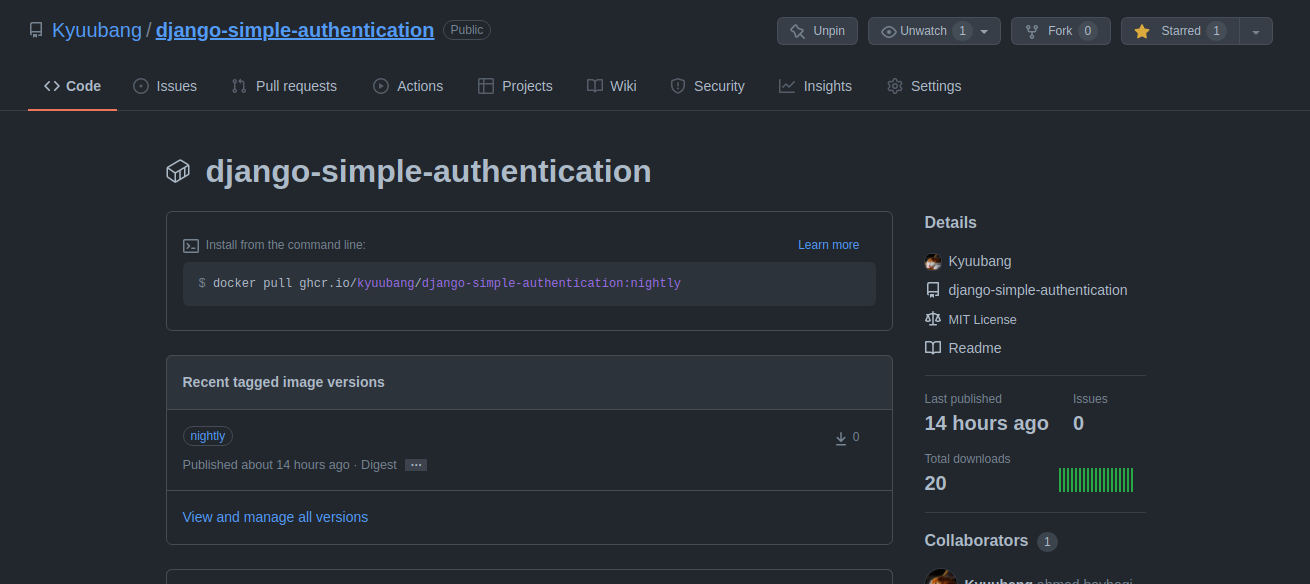 Kyuubang / django-simple-authentication Public Unpin Unwatch 1 Fork 0 Starred 1
Code Issues Pull requests Actions Projects Wiki Security Insights Settings
django-simple-authentication
Install from the command line: Learn more
$ docker pull ghcr.io/kyuubang/django-simple-authentication:nightly
Recent tagged image versions
nightly 0
Published about 14 hours ago · Digest ···
View and manage all versions
Details
Kyuubang
django-simple-authentication
MIT License
Readme
Last published Issues
14 hours ago 0
Total downloads
20
Collaborators 1
Kyuubang ahmad